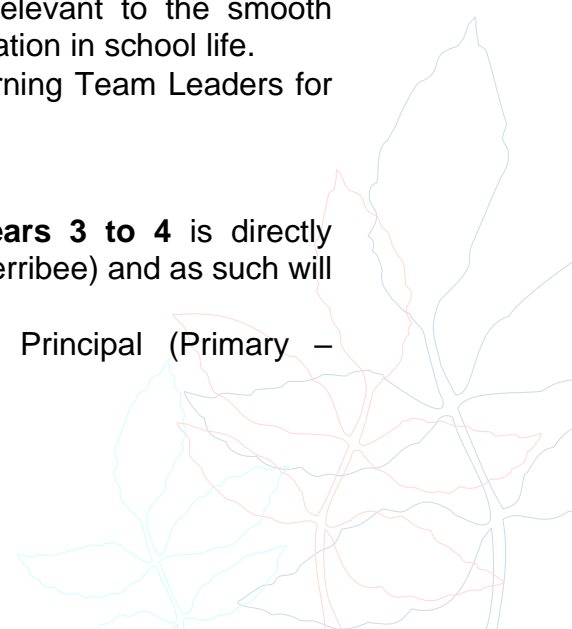 elevant to the smooth
ation in school life.
rning Team Leaders for
ears 3 to 4 is directly
erribee) and as such will
Principal (Primary –